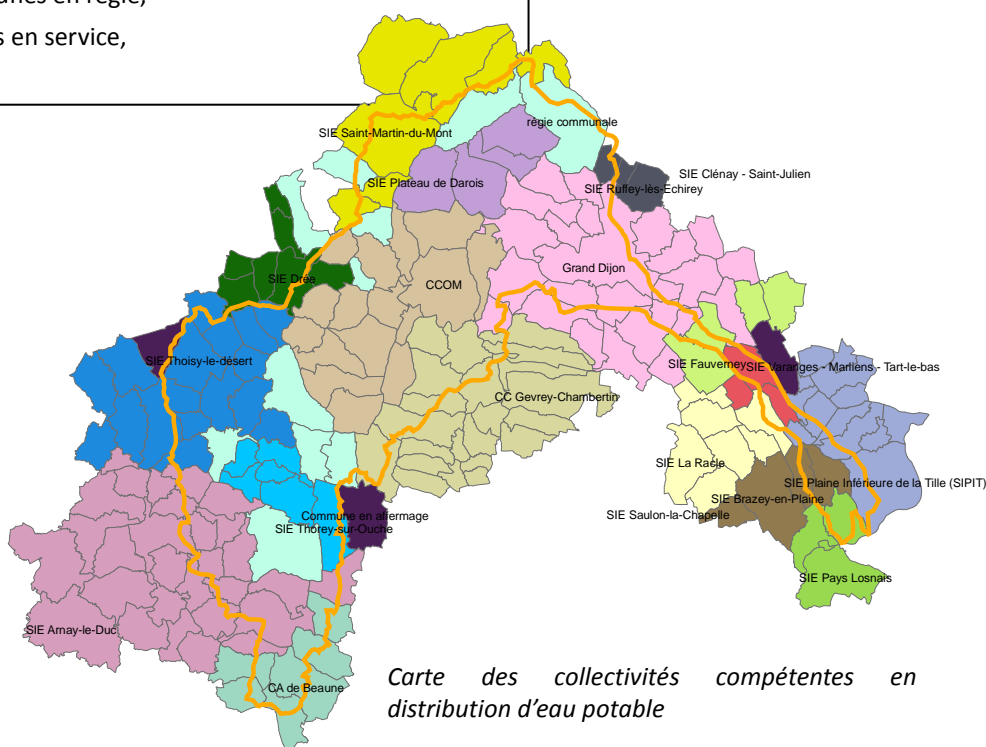 unes en régie,
s en service,
SIE Saint-Martin-du-Mont
régie communale
SIE Plateau de Darois
SIE Clénay - Saint-Julien
SIE Ruffey-lès-Echirey
SIE Drée
Grand Dijon
CCOM
SIE Thoisy-le-désert
SIE Fauverney
SIE Varanges - Marliens - Tart-le-bas
CC Gevrey-Chambertin
SIE La Racle
SIE Plaine Inférieure de la Tille (SIPIT)
SIE Brazey-en-Plaine
SIE Saulon-la-Chapelle
Commune en affermage
SIE Thorey-sur-Ouche
SIE Pays Losnais
SIE Arnay-le-Duc
CA de Beaune
Carte des collectivités compétentes en
distribution d'eau potable